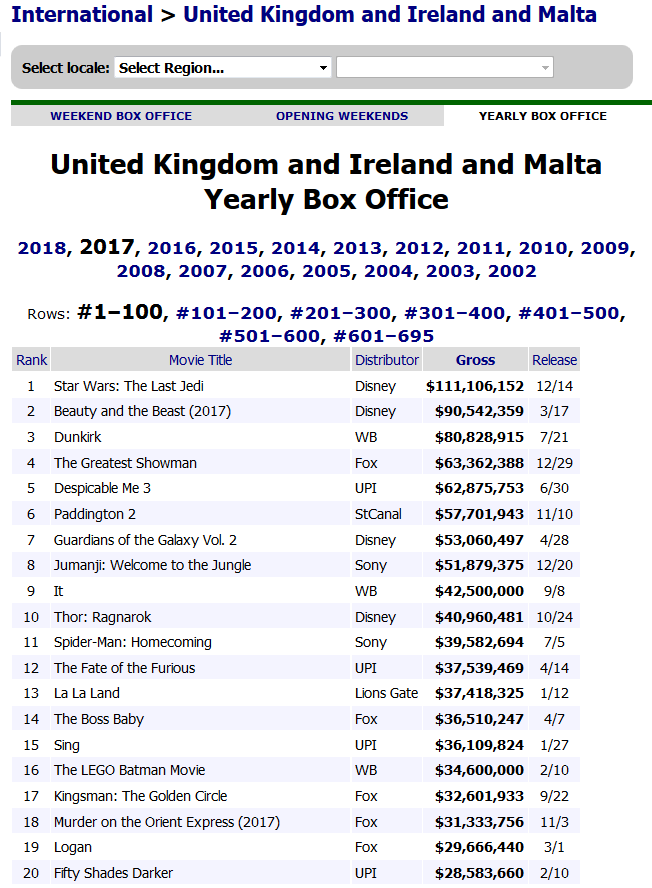 International > United Kingdom and Ireland and Malta
Select locale: Select Region...
WEEKEND BOX OFFICE OPENING WEEKENDS YEARLY BOX OFFICE
United Kingdom and Ireland and Malta
Yearly Box Office
2018, 2017, 2016, 2015, 2014, 2013, 2012, 2011, 2010, 2009,
2008, 2007, 2006, 2005, 2004, 2003, 2002
Rows: #1–100, #101–200, #201–300, #301–400, #401–500,
#501–600, #601–695
Rank Movie Title Distributor Gross Release
1 Star Wars: The Last Jedi Disney $111,106,152 12/14
2 Beauty and the Beast (2017) Disney $90,542,359 3/17
3 Dunkirk WB $80,828,915 7/21
4 The Greatest Showman Fox $63,362,388 12/29
5 Despicable Me 3 UPI $62,875,753 6/30
6 Paddington 2 StCanal $57,701,943 11/10
7 Guardians of the Galaxy Vol. 2 Disney $53,060,497 4/28
8 Jumanji: Welcome to the Jungle Sony $51,879,375 12/20
9 It WB $42,500,000 9/8
10 Thor: Ragnarok Disney $40,960,481 10/24
11 Spider-Man: Homecoming Sony $39,582,694 7/5
12 The Fate of the Furious UPI $37,539,469 4/14
13 La La Land Lions Gate $37,418,325 1/12
14 The Boss Baby Fox $36,510,247 4/7
15 Sing UPI $36,109,824 1/27
16 The LEGO Batman Movie WB $34,600,000 2/10
17 Kingsman: The Golden Circle Fox $32,601,933 9/22
18 Murder on the Orient Express (2017) Fox $31,333,756 11/3
19 Logan Fox $29,666,440 3/1
20 Fifty Shades Darker UPI $28,583,660 2/10